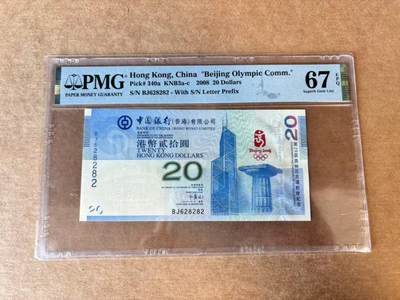 PMG
PAPER MONEY GUARANTY
Hong Kong, China "Beijing Olympic Comm."
Pick# 340a KNB3a-c 2008 20 Dollars
S/N BJ628282 - With S/N Letter Prefix
67 EPQ
Superb Gem Unc
中國銀行(香港)有限公司
BANK OF CHINA (HONG KONG) LIMITED
港幣貳拾圓
TWENTY
HONG KONG DOLLARS
20
BJ628282
Beijing 2008
20
BJ628282